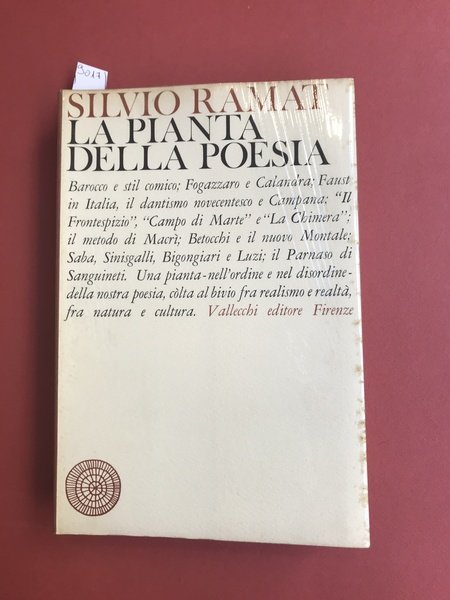 9017
SILVIO RAMAT
LA PIANTA
DELLA POESIA
Barocco e stil comico; Fogazzaro e Calandra; Faust
in Italia, il dantismo novecentesco e Campana; "Il
Frontespizio", "Campo di Marte" e "La Chimera";
il metodo di Macrì; Betocchi e il nuovo Montale;
Saba, Sinisgalli, Bigongiari e Luzi; il Parnaso di
Sanguineti. Una pianta-nell'ordine e nel disordine-
della nostra poesia, còlta al bivio fra realismo e realtà,
fra natura e cultura. Vallecchi editore Firenze